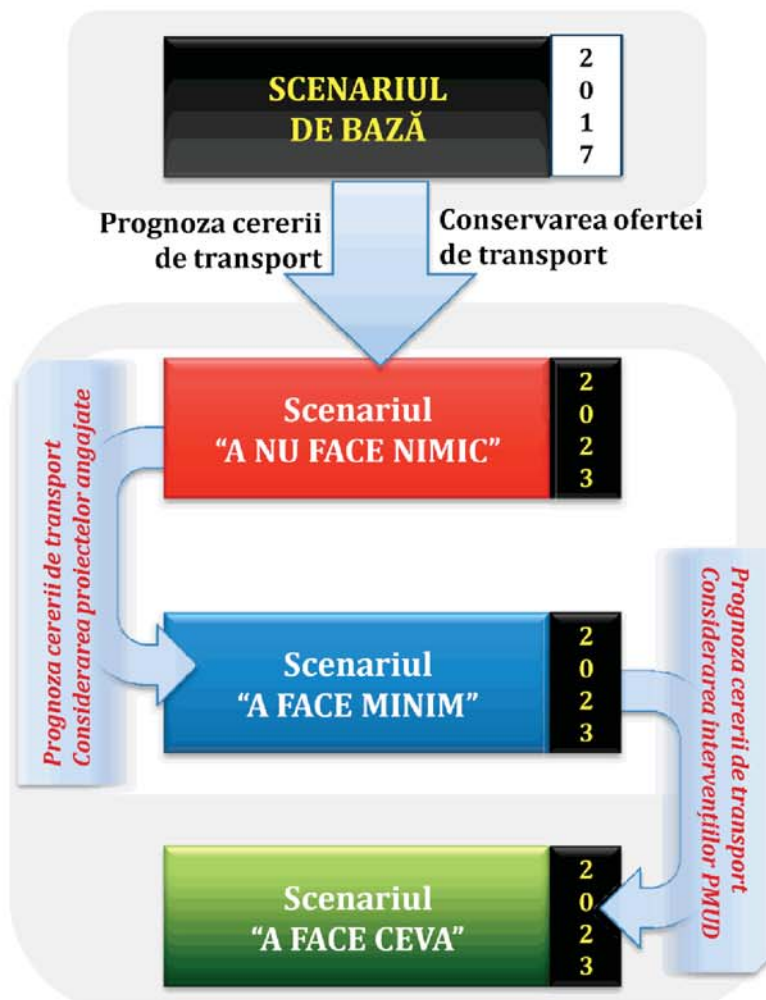 SCENARIUL
DE BAZĂ
2
0
1
7
Prognoza cererii
de transport
Conservarea ofertei
de transport
Scenariul
“A NU FACE NIMIC”
2
0
2
3
Prognoza cererii de transport
Considerarea proiectelor angajate
Scenariul
“A FACE MINIM”
2
0
2
3
Prognoza cererii de transport
Considerarea intervențiilor PMUD
Scenariul
“A FACE CEVA”
2
0
2
3